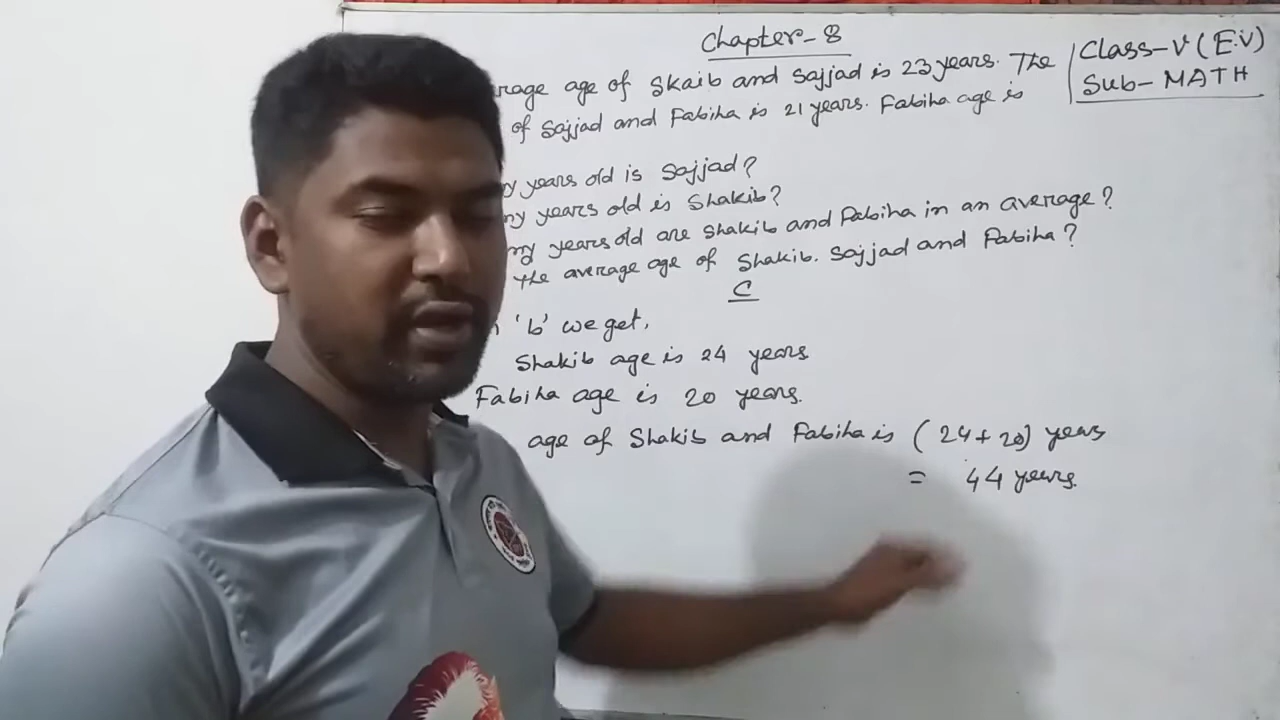 Chapter-8
Class-V (E.V)
Sub-MATH
rage age of Skaib and Sajjad is 23 years. The
of Sajjad and Fabiha is 21 years. Fabiha age is
ny years old is Sajjad?
ny years old is Shakib?
ny years old are Shakib and Fabiha in an average?
the average age of Shakib. Sajjad and Fabiha?
C
'b' we get,
Shakib age is 24 years
Fabiha age is 20 years.
age of Shakib and Fabiha is (24+20) years
= 44 years.